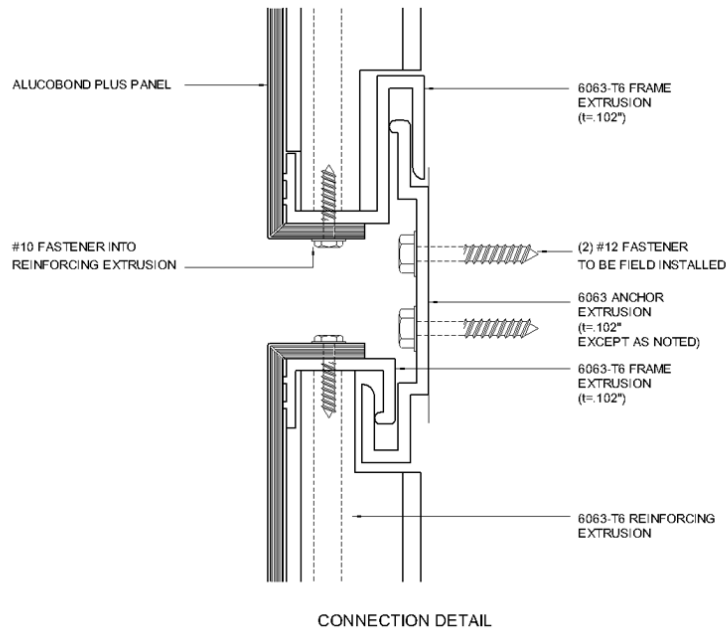 ALUCOBOND PLUS PANEL
6063-T6 FRAME
EXTRUSION
(t=.102")
#10 FASTENER INTO
REINFORCING EXTRUSION
(2) #12 FASTENER
TO BE FIELD INSTALLED
6063 ANCHOR
EXTRUSION
(t=.102"
EXCEPT AS NOTED)
6063-T6 FRAME
EXTRUSION
(t=.102")
6063-T6 REINFORCING
EXTRUSION
CONNECTION DETAIL